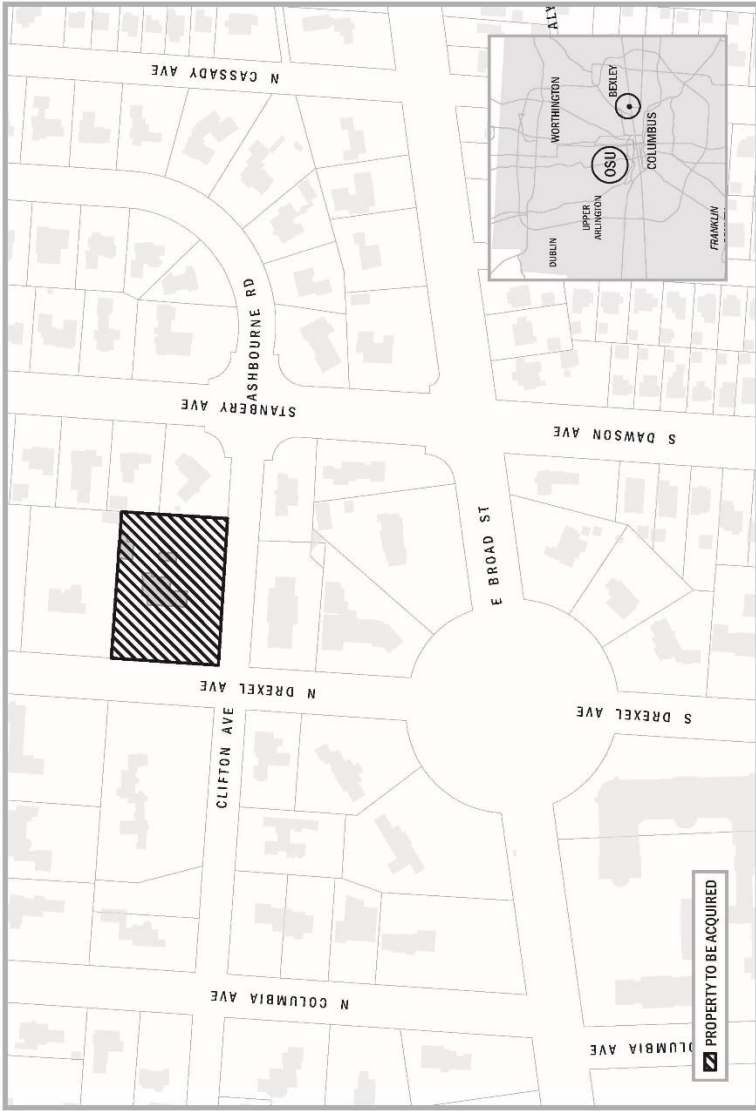 ALY
N CASSADY AVE
ASHBOURNE RD
STANBERY AVE
S DAWSON AVE
E BROAD ST
N DREXEL AVE
S DREXEL AVE
CLIFTON AVE
N COLUMBIA AVE
OLUMBIA AVE
PROPERTY TO BE ACQUIRED
DUBLIN
WORTHINGTON
UPPER
ARLINGTON
OSU
BEXLEY
COLUMBUS
FRANKLIN